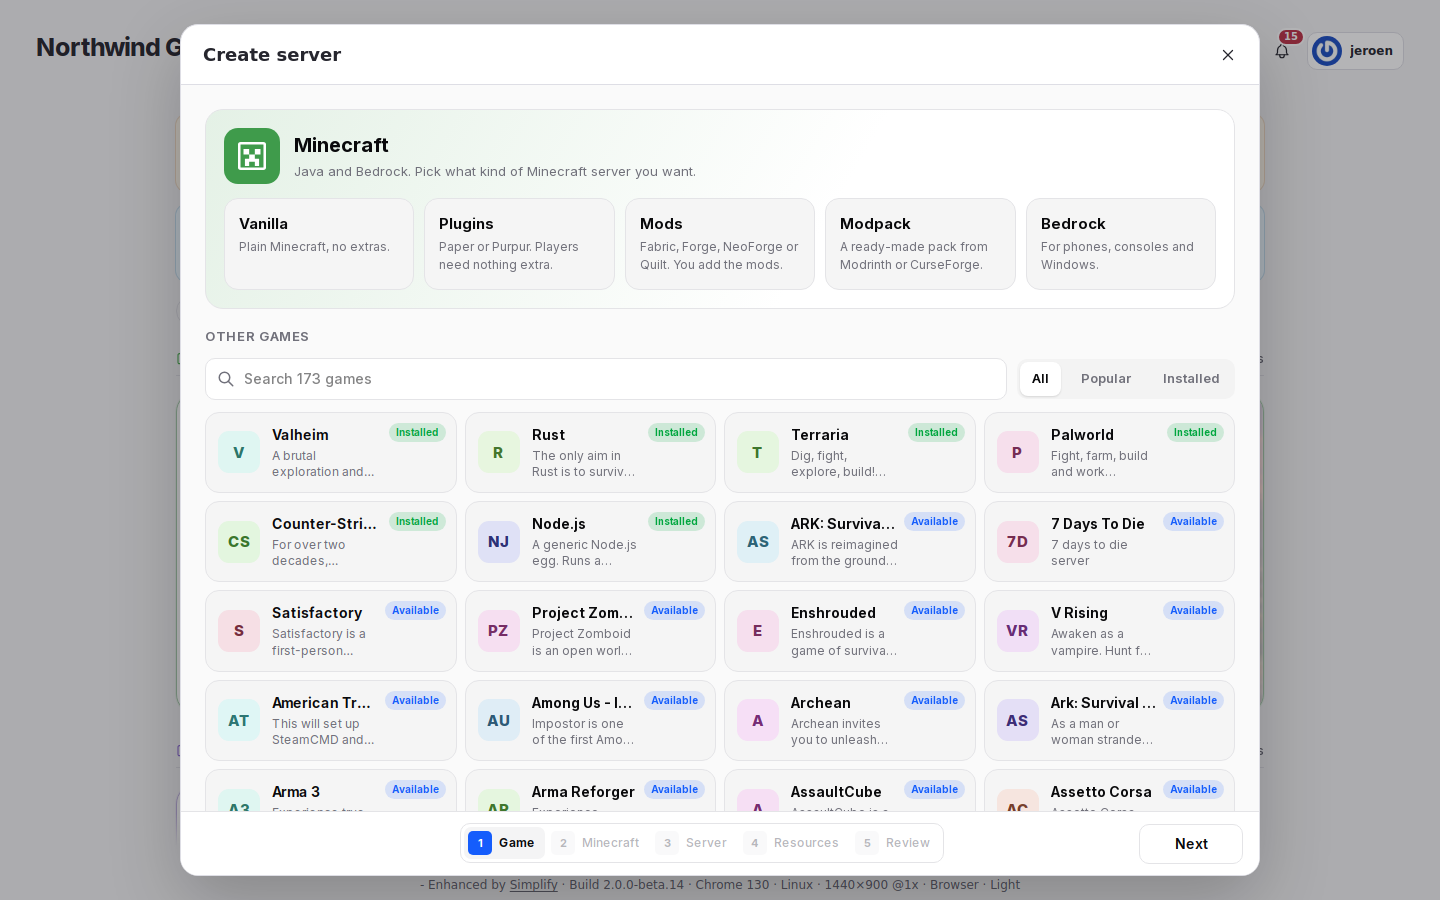 Northwind G
15
jeroen
Create server
Minecraft
Java and Bedrock. Pick what kind of Minecraft server you want.
Vanilla
Plain Minecraft, no extras.
Plugins
Paper or Purpur. Players
need nothing extra.
Mods
Fabric, Forge, NeoForge or
Quilt. You add the mods.
Modpack
A ready-made pack from
Modrinth or CurseForge.
Bedrock
For phones, consoles and
Windows.
OTHER GAMES
Search 173 games
All
Popular
Installed
V
Valheim
Installed
A brutal
exploration and...
R
Rust
Installed
The only aim in
Rust is to surviv...
T
Terraria
Installed
Dig, fight,
explore, build!...
P
Palworld
Installed
Fight, farm, build
and work...
CS
Counter-Stri...
Installed
For over two
decades,...
NJ
Node.js
Installed
A generic Node.js
egg. Runs a...
AS
ARK: Surviva...
Available
ARK is reimagined
from the ground...
7D
7 Days To Die
Available
7 days to die
server
S
Satisfactory
Available
Satisfactory is a
first-person...
PZ
Project Zom...
Available
Project Zomboid
is an open worl...
E
Enshrouded
Available
Enshrouded is a
game of surviva...
VR
V Rising
Available
Awaken as a
vampire. Hunt f...
AT
American Tr...
Available
This will set up
SteamCMD and...
AU
Among Us - I...
Available
Impostor is one
of the first Amo...
A
Archean
Available
Archean invites
you to unleash...
AS
Ark: Survival ...
Available
As a man or
woman strande...
A3
Arma 3
Available
AR
Arma Reforger
Available
A
AssaultCube
Available
AC
Assetto Corsa
Available
1 Game
2 Minecraft
3 Server
4 Resources
5 Review
Next
- Enhanced by Simplify · Build 2.0.0-beta.14 · Chrome 130 · Linux · 1440×900 @1x · Browser · Light